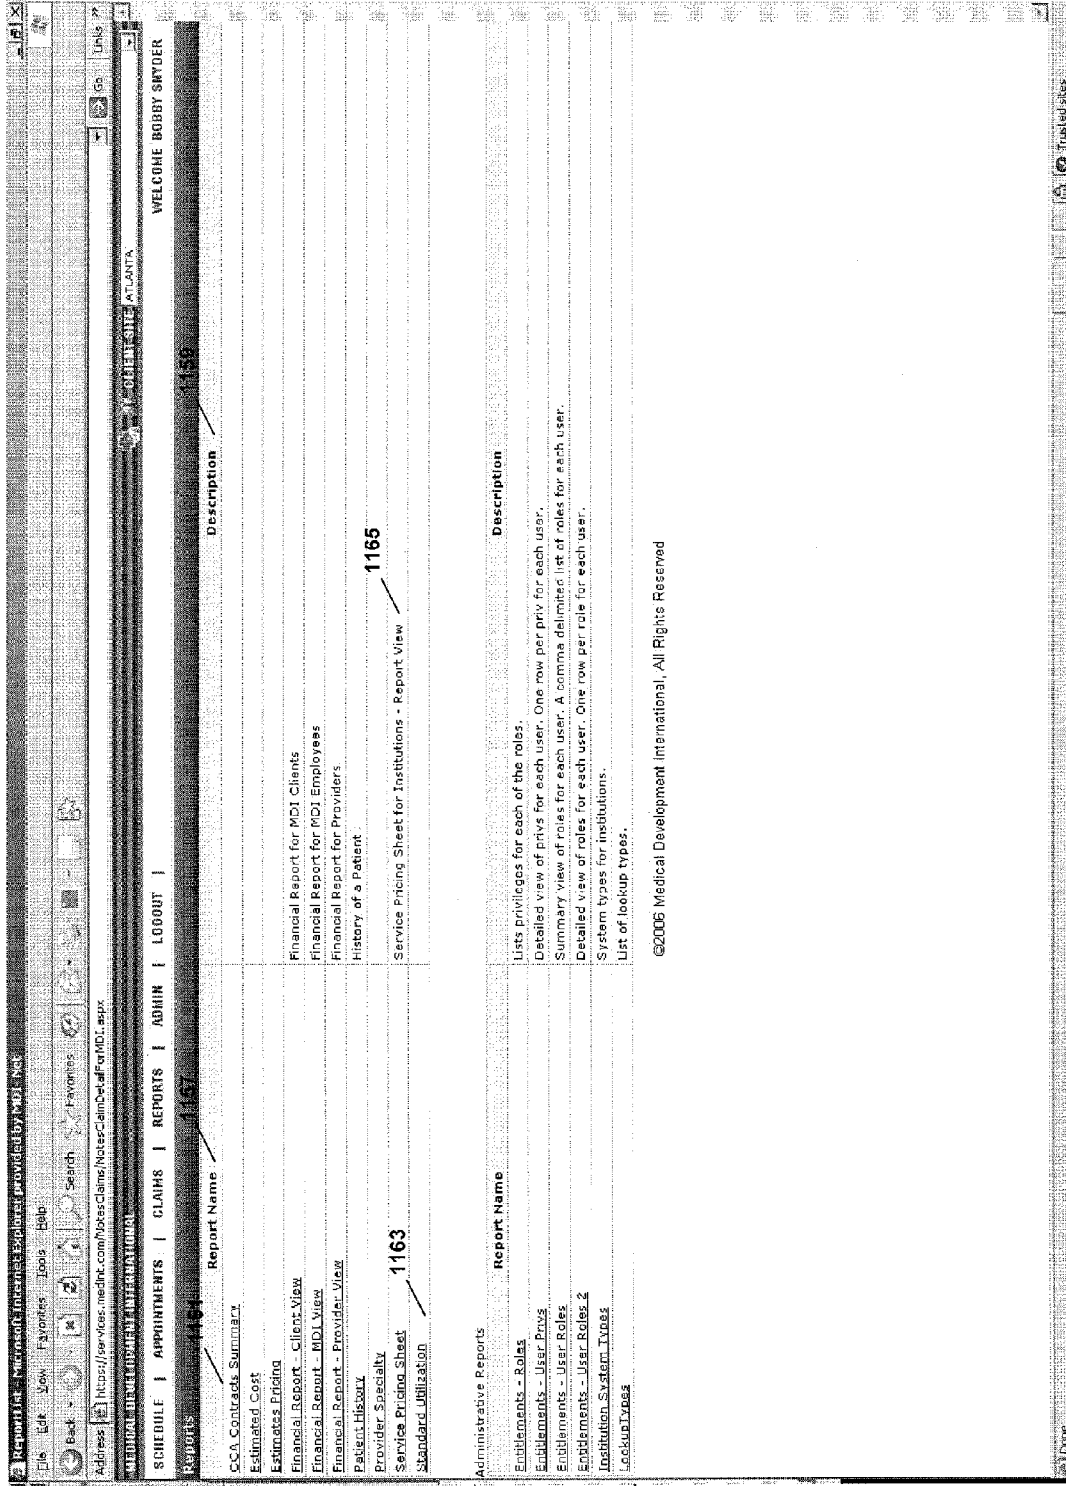 Report List - Microsoft Internet Explorer provided by MDI -Net
File Edit View Favorites Tools Help
Back Search Favorites
Address https://services.medint.com/NotesClaims/NotesClaimDetailForMDI.aspx Go Links »
MEDICAL DEVELOPMENT INTERNATIONAL CLIENT SITE ATLANTA
SCHEDULE | APPOINTMENTS | CLAIMS | REPORTS | ADMIN | LOGOUT | WELCOME BOBBY SNYDER
Reports 1161 1157 1159
Report Name Description
CCA Contracts Summary
Estimated Cost
Estimates Pricing
Financial Report - Client View Financial Report for MDI Clients
Financial Report - MDI View Financial Report for MDI Employees
Financial Report - Provider View Financial Report for Providers
Patient History History of a Patient
1165
Provider Specialty
1163
Service Pricing Sheet Service Pricing Sheet for Institutions - Report View
Standard Utilization
Administrative Reports
Report Name Description
Entitlements - Roles Lists privileges for each of the roles.
Entitlements - User Privs Detailed view of privs for each user. One row per priv for each user.
Entitlements - User Roles Summary view of roles for each user. A comma delimited list of roles for each user.
Entitlements - User Roles 2 Detailed view of roles for each user. One row per role for each user.
Institution System Types System types for institutions.
LookupTypes List of lookup types.
©2006 Medical Development International, All Rights Reserved
Done Trusted sites